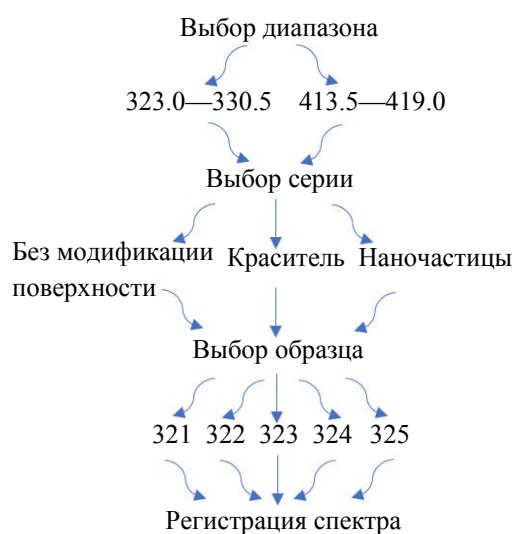 Выбор диапазона
323.0—330.5 413.5—419.0
Выбор серии
Без модификации поверхности Краситель Наночастицы
Выбор образца
321 322 323 324 325
Регистрация спектра